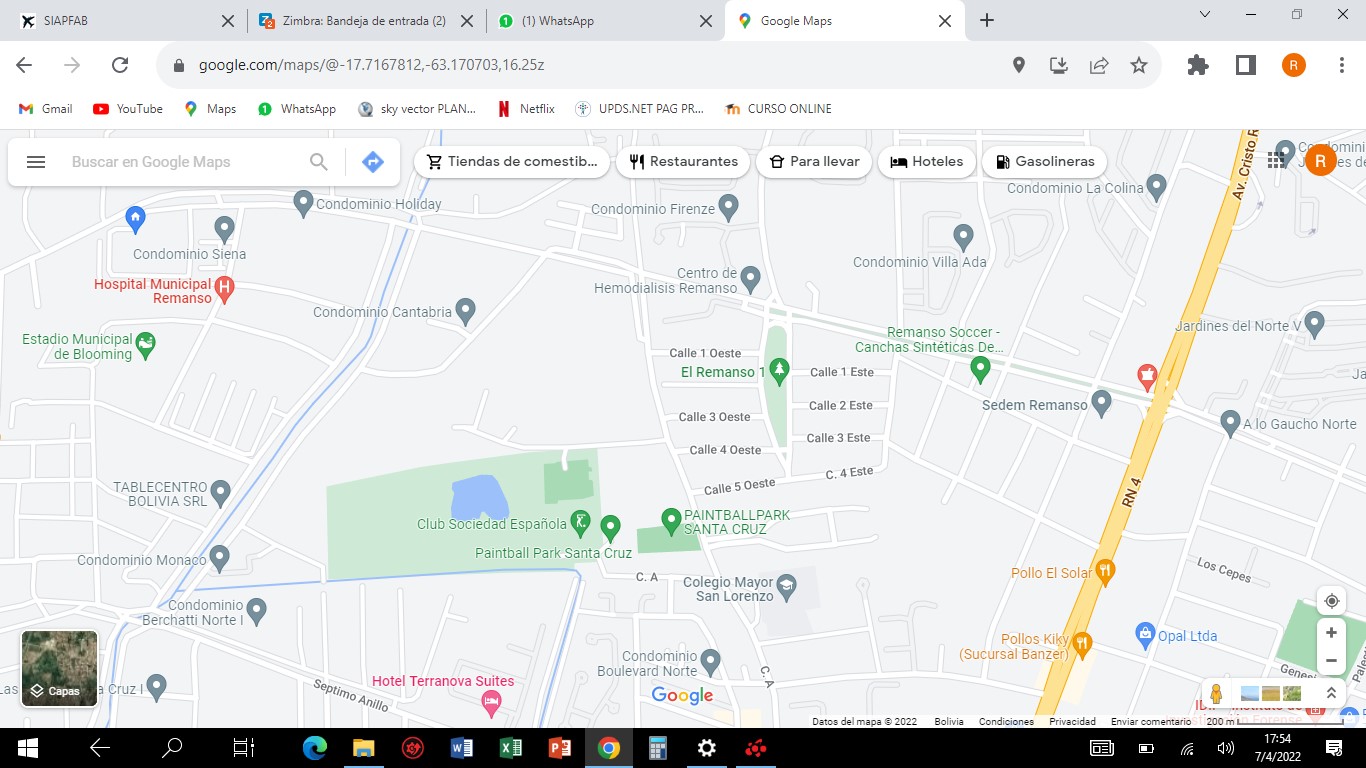 SIAPFAB
Zimbra: Bandeja de entrada (2)
(1) WhatsApp
Google Maps
google.com/maps/@-17.7167812,-63.170703,16.25z
R
Gmail
YouTube
Maps
WhatsApp
sky vector PLAN...
Netflix
UPDS.NET PAG PR...
CURSO ONLINE
Buscar en Google Maps
Tiendas de comestib...
Restaurantes
Para llevar
Hoteles
Gasolineras
R
Av. Cristo R
Condominio La Colina
Condominio Holiday
Condominio Firenze
Condominio Siena
Condominio Villa Ada
Centro de
Hemodialisis Remanso
Hospital Municipal
Remanso
Condominio Cantabria
Jardines del Norte V
Estadio Municipal
de Blooming
Remanso Soccer -
Canchas Sintéticas De...
Calle 1 Oeste
El Remanso 1
Calle 1 Este
Ja
Calle 2 Este
Sedem Remanso
Calle 3 Oeste
A lo Gaucho Norte
Calle 3 Este
Calle 4 Oeste
C. 4 Este
Calle 5 Oeste
TABLECENTRO
BOLIVIA SRL
RN 4
Club Sociedad Española
PAINTBALLPARK
SANTA CRUZ
Paintball Park Santa Cruz
Condominio Monaco
C. A
Colegio Mayor
San Lorenzo
Pollo El Solar
Los Cepes
Condominio
Berchatti Norte I
Opal Ltda
Pollos Kiky
(Sucursal Banzer)
Condominio
Boulevard Norte
C. A
Hotel Terranova Suites
Septimo Anillo
Las
a Cruz I
Capas
Google
Datos del mapa © 2022
Bolivia
Condiciones
Privacidad
Enviar comentario
200 m
17:54
7/4/2022